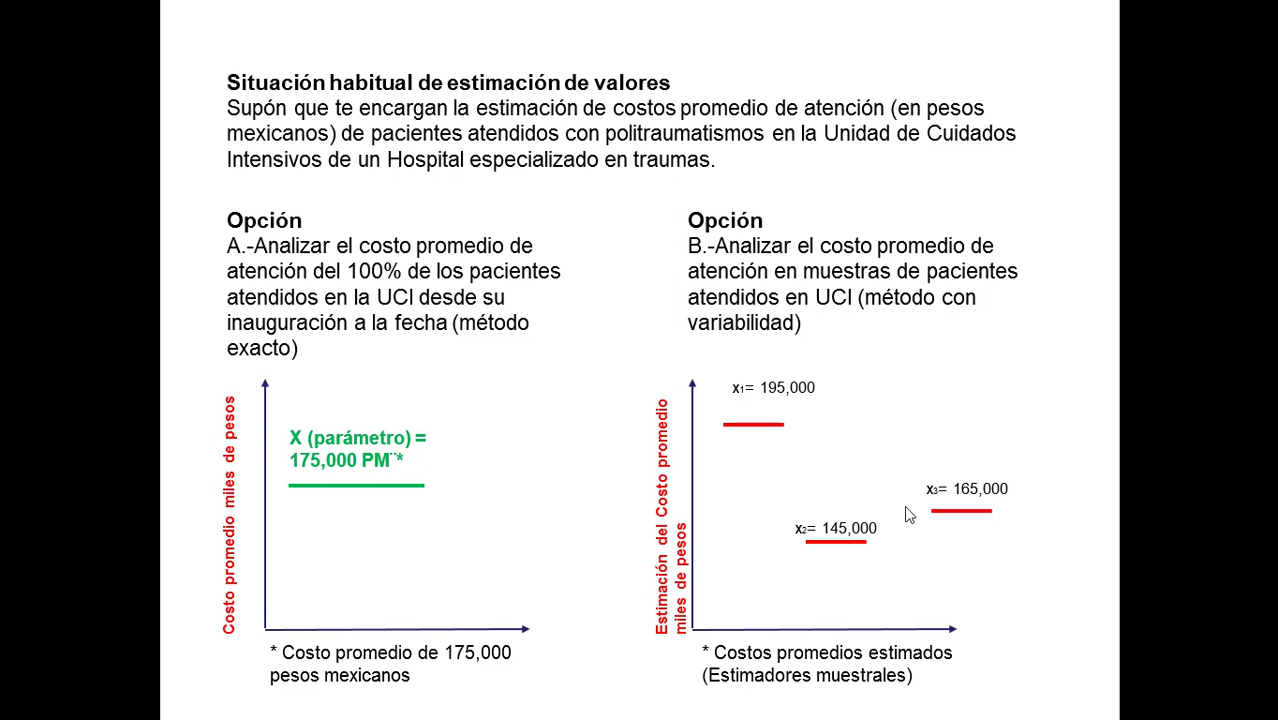 Situación habitual de estimación de valores
Supón que te encargan la estimación de costos promedio de atención (en pesos
mexicanos) de pacientes atendidos con politraumatismos en la Unidad de Cuidados
Intensivos de un Hospital especializado en traumas.
Opción
A.-Analizar el costo promedio de
atención del 100% de los pacientes
atendidos en la UCI desde su
inauguración a la fecha (método
exacto)
Costo promedio miles de pesos
X (parámetro) =
175,000 PM¨*
* Costo promedio de 175,000
pesos mexicanos
Opción
B.-Analizar el costo promedio de
atención en muestras de pacientes
atendidos en UCI (método con
variabilidad)
Estimación del Costo promedio
miles de pesos
x1= 195,000
x2= 145,000
x3= 165,000
* Costos promedios estimados
(Estimadores muestrales)